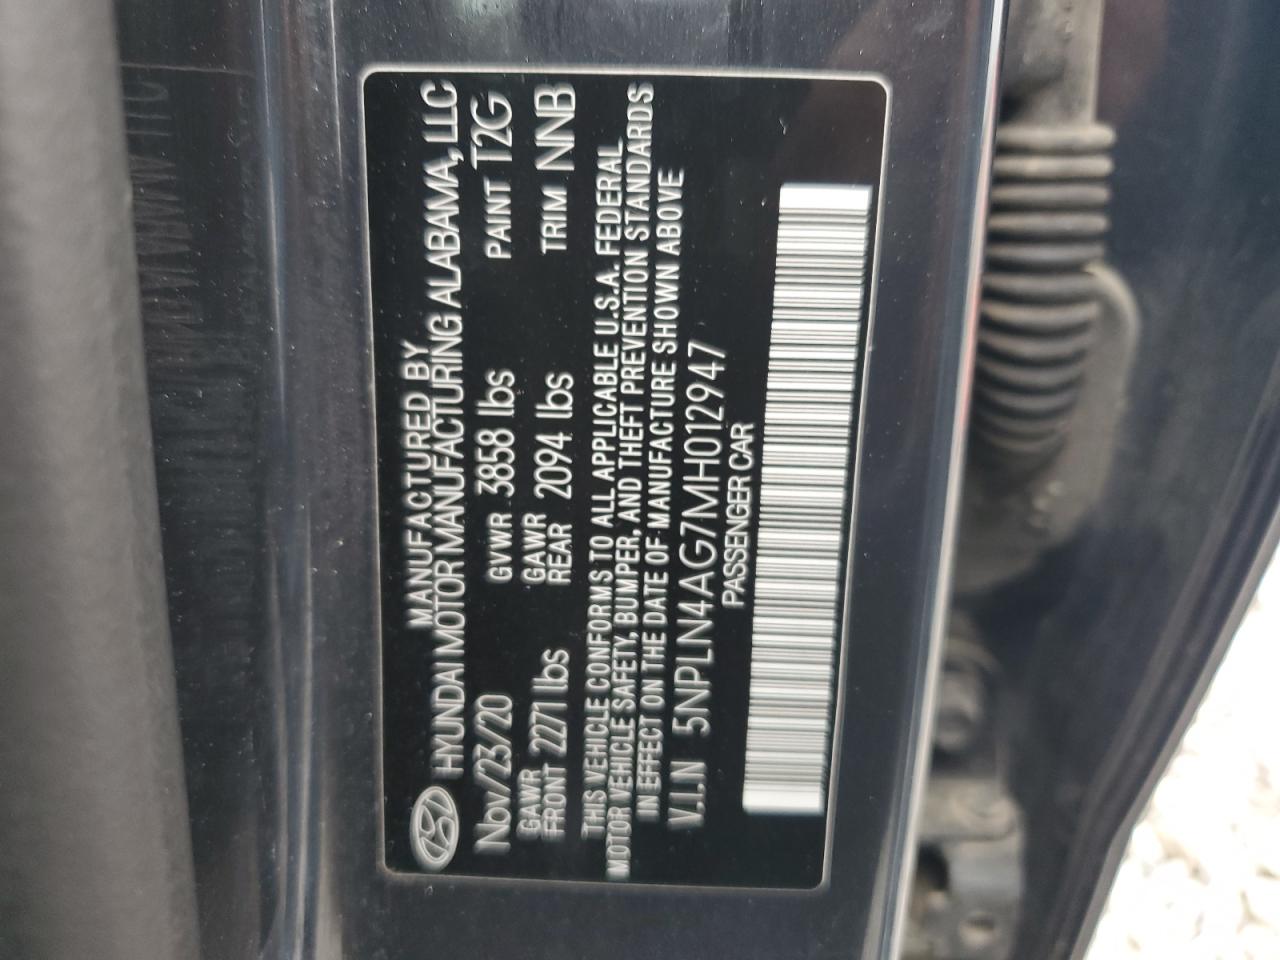 MANUFACTURED BY
HYUNDAI MOTOR MANUFACTURING ALABAMA, LLC
Nov/23/20 GVWR 3858 lbs PAINT T2G
GAWR FRONT 2271 lbs GAWR REAR 2094 lbs TRIM NNB
THIS VEHICLE CONFORMS TO ALL APPLICABLE U.S.A. FEDERAL
MOTOR VEHICLE SAFETY, BUMPER, AND THEFT PREVENTION STANDARDS
IN EFFECT ON THE DATE OF MANUFACTURE SHOWN ABOVE
V.I.N 5NPLN4AG7MH012947
PASSENGER CAR